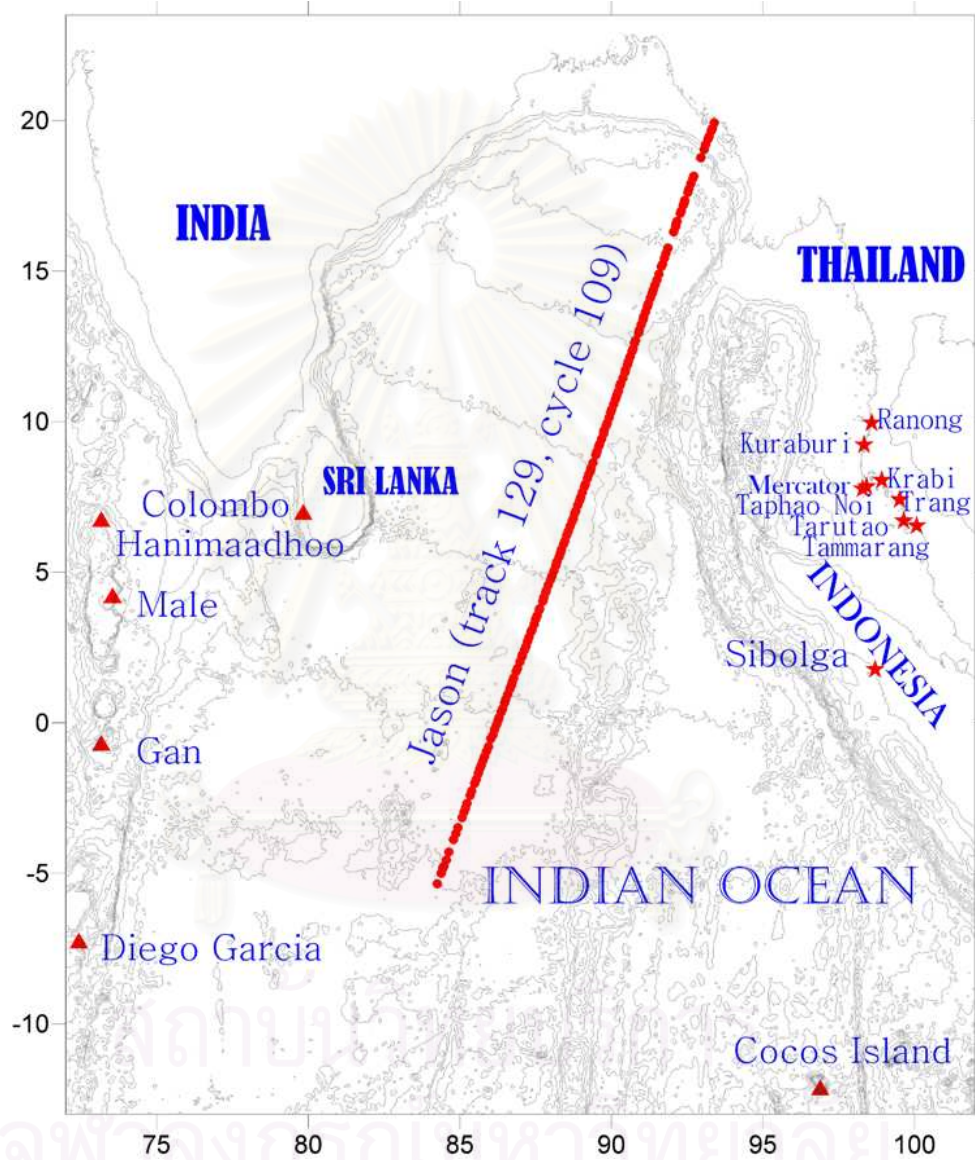 20
15
10
5
0
-5
-10
75
80
85
90
95
100
INDIA
THAILAND
SRI LANKA
Jason (track 129, cycle 109)
Ranong
Kuraburi
Krabi
Mercator
Trang
Taphao Noi
Tarutao
Tammarang
Colombo
Hanimaadhoo
Male
Gan
Diego Garcia
INDONESIA
Sibolga
INDIAN OCEAN
Cocos Island